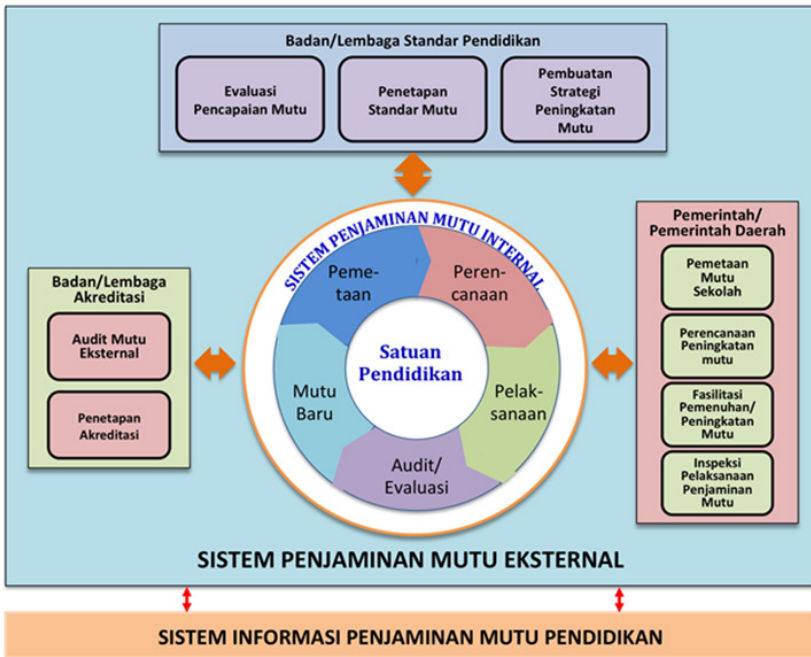 Badan/Lembaga Standar Pendidikan
Evaluasi
Pencapaian Mutu
Penetapan
Standar Mutu
Pembuatan
Strategi
Peningkatan
Mutu
SISTEM PENJAMINAN MUTU INTERNAL
Peme-
taan
Peren-
canaan
Pelak-
sanaan
Audit/
Evaluasi
Mutu
Baru
Satuan
Pendidikan
Badan/Lembaga
Akreditasi
Audit Mutu
Eksternal
Penetapan
Akreditasi
Pemerintah/
Pemerintah Daerah
Pemetaan
Mutu
Sekolah
Perencanaan
Peningkatan
mutu
Fasilitasi
Pemenuhan/
Peningkatan
Mutu
Inspeksi
Pelaksanaan
Penjaminan
Mutu
SISTEM PENJAMINAN MUTU EKSTERNAL
SISTEM INFORMASI PENJAMINAN MUTU PENDIDIKAN